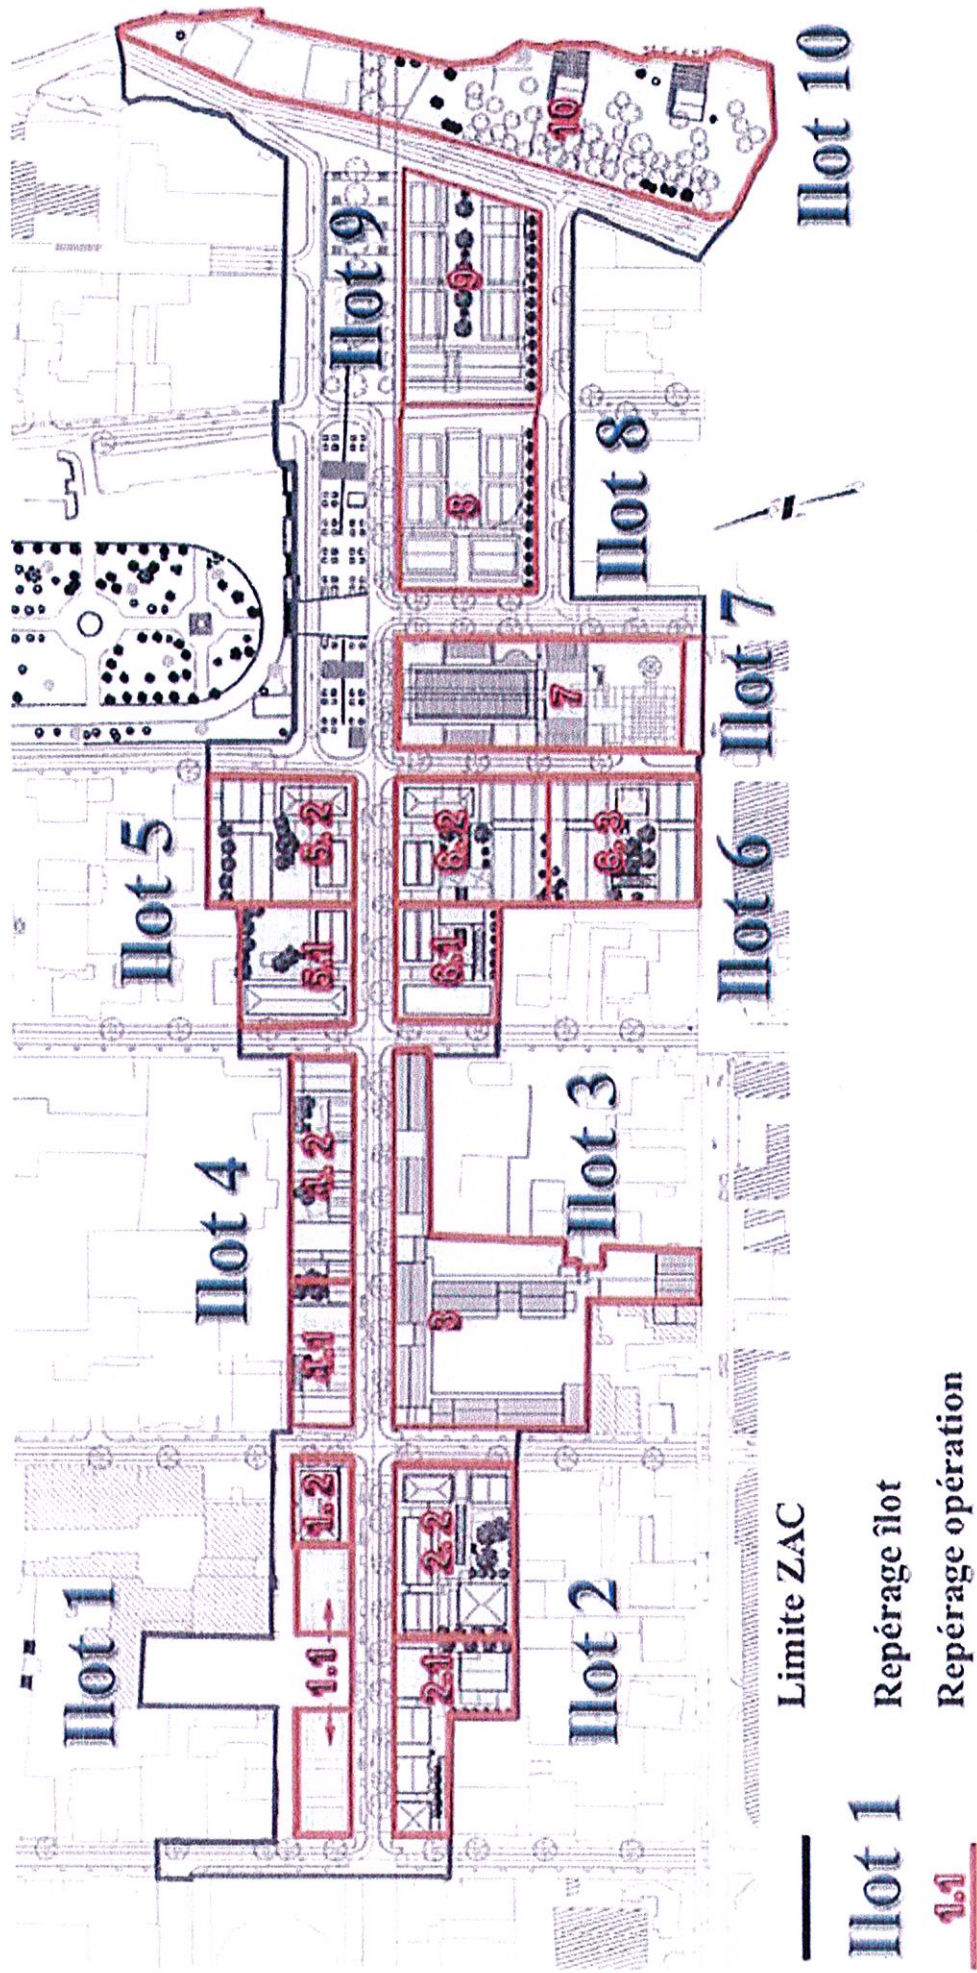 Ilot 1
Ilot 4
Ilot 5
Ilot 9
Ilot 10
1.1
1.2
4.1
4.2
5.1
5.2
2.1
2.2
3
6.1
6.2
6.3
7
8
9
10
Ilot 2
Ilot 3
Ilot 6
Ilot 7
Ilot 8
Limite ZAC
Ilot 1 Repérage îlot
1.1 Repérage opération